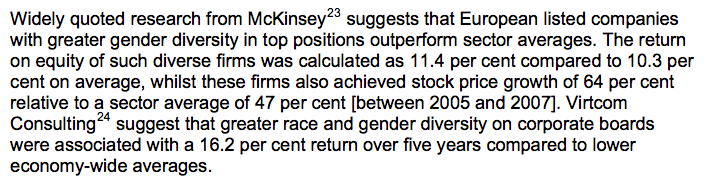 Widely quoted research from McKinsey23 suggests that European listed companies
with greater gender diversity in top positions outperform sector averages. The return
on equity of such diverse firms was calculated as 11.4 per cent compared to 10.3 per
cent on average, whilst these firms also achieved stock price growth of 64 per cent
relative to a sector average of 47 per cent [between 2005 and 2007]. Virtcom
Consulting24 suggest that greater race and gender diversity on corporate boards
were associated with a 16.2 per cent return over five years compared to lower
economy-wide averages.